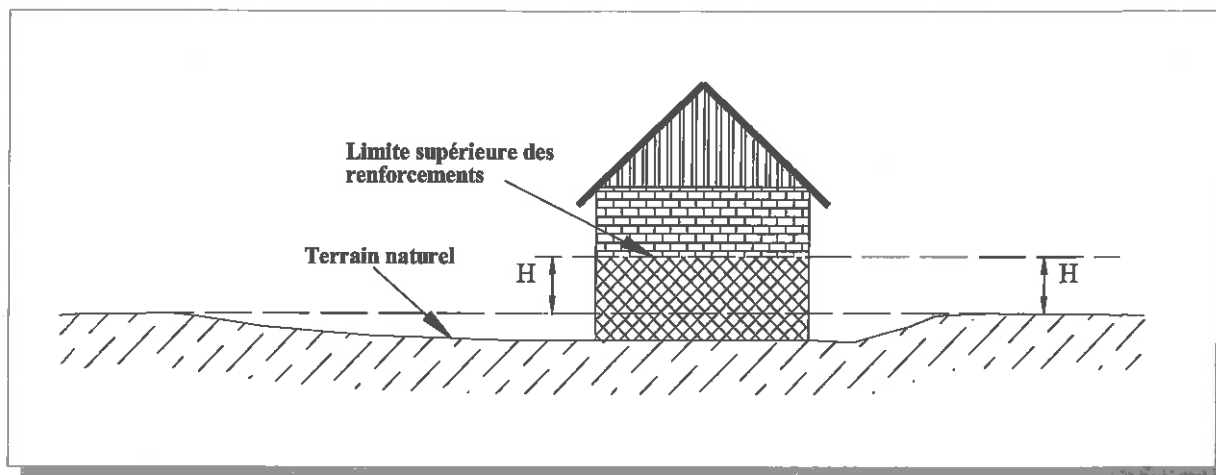 Limite supérieure des
renforcements
Terrain naturel
H
H